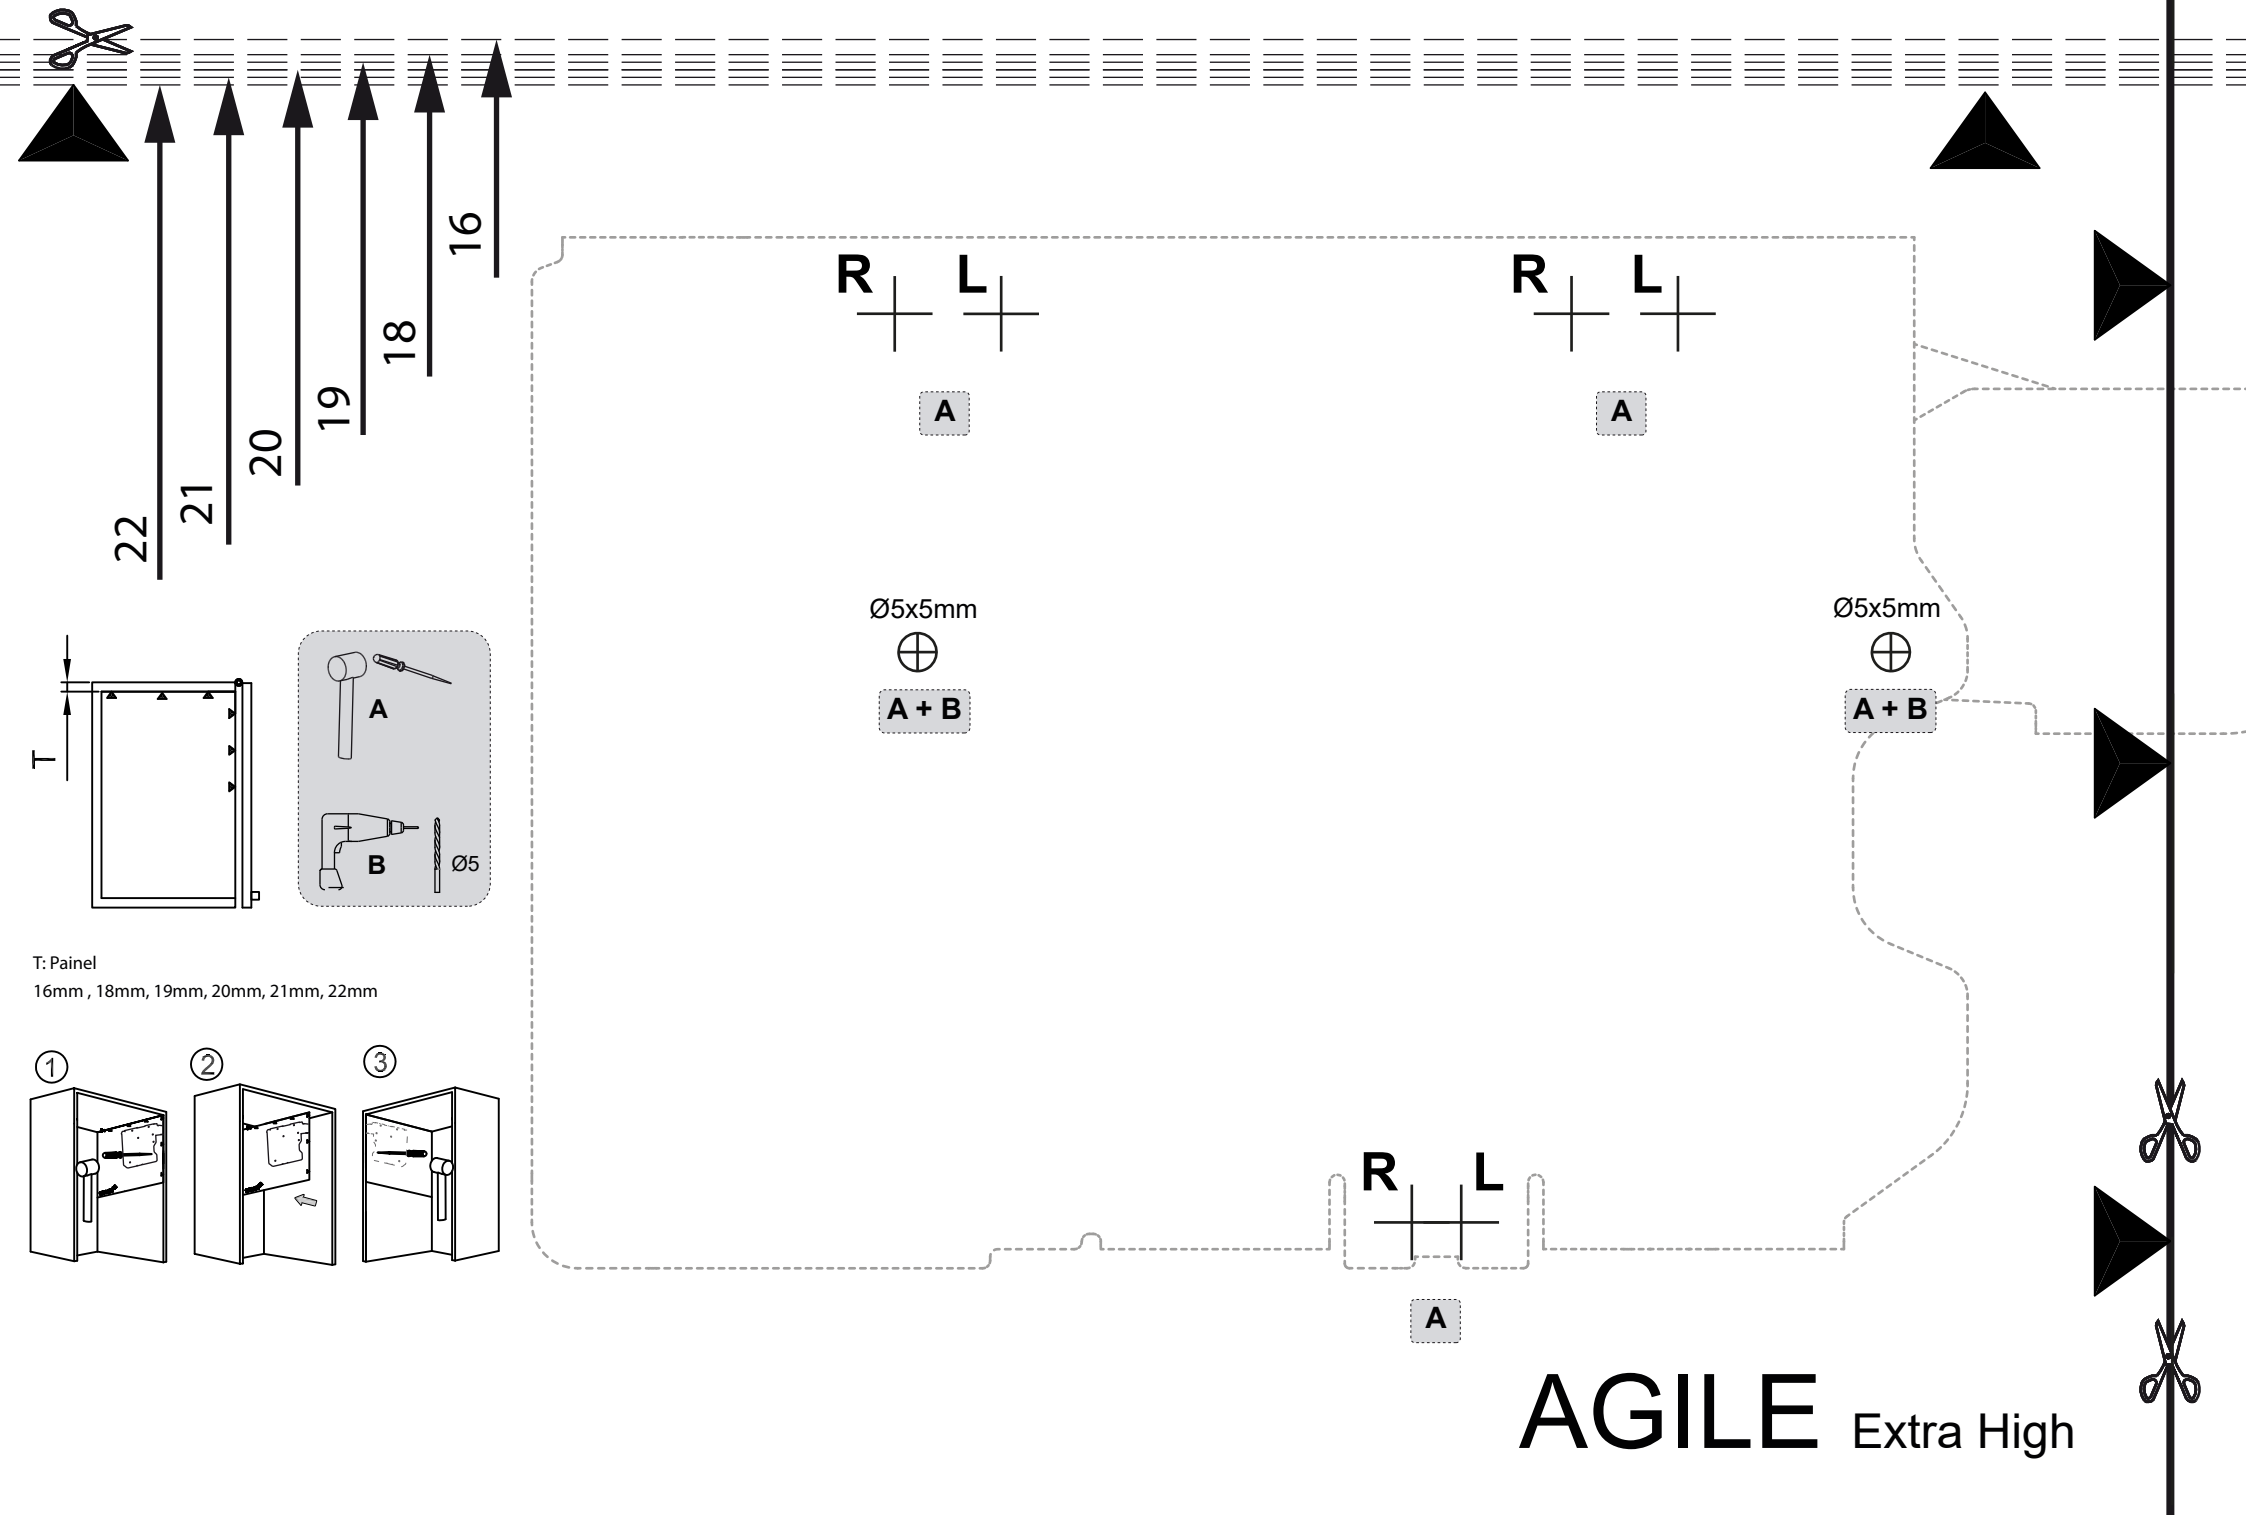 16
18
19
20
21
22
R L
R L
A
A
Ø5x5mm
Ø5x5mm
A + B
A + B
T
A
B
Ø5
T: Painel
16mm , 18mm, 19mm, 20mm, 21mm, 22mm
1
2
3
R L
A
AGILE Extra High